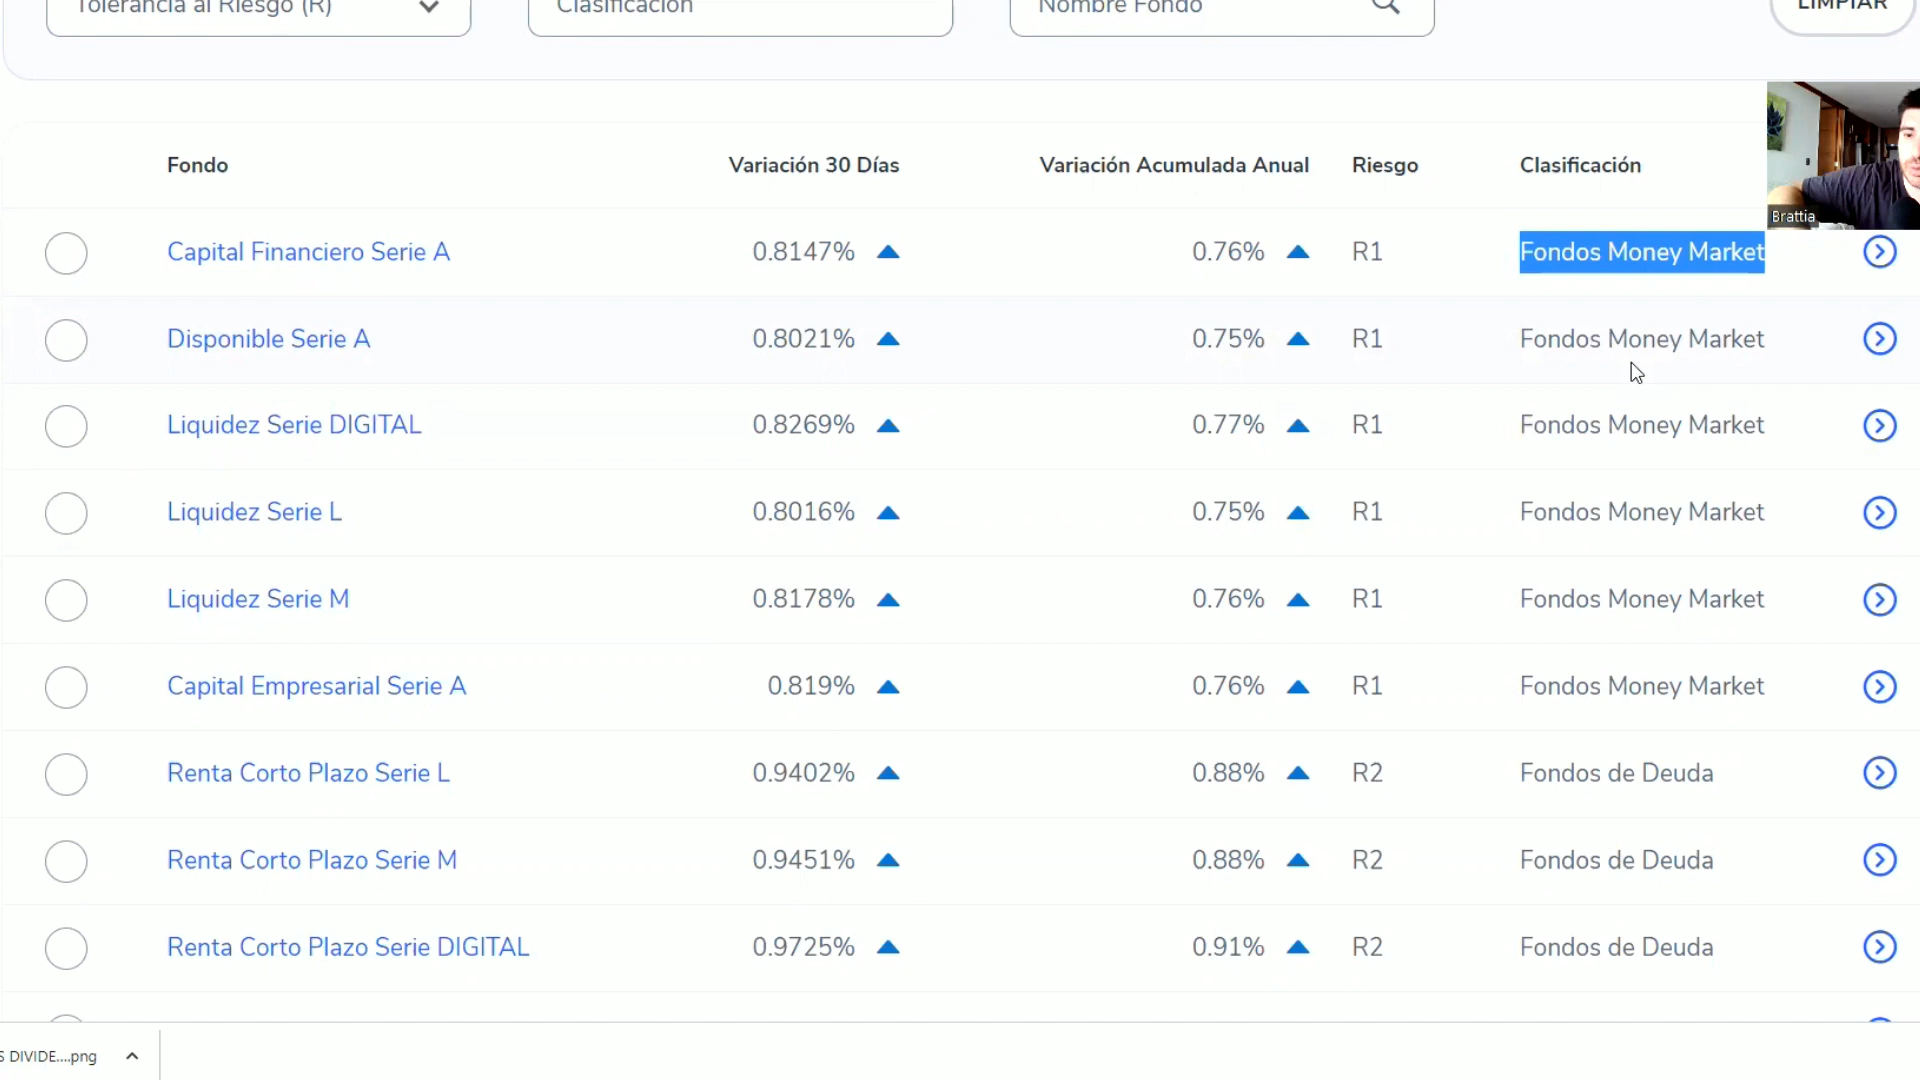 Tolerancia al Riesgo (R) Clasificación Nombre Fondo LIMPIAR
Fondo Variación 30 Días Variación Acumulada Anual Riesgo Clasificación
Brattia
Capital Financiero Serie A 0.8147% 0.76% R1 Fondos Money Market
Disponible Serie A 0.8021% 0.75% R1 Fondos Money Market
Liquidez Serie DIGITAL 0.8269% 0.77% R1 Fondos Money Market
Liquidez Serie L 0.8016% 0.75% R1 Fondos Money Market
Liquidez Serie M 0.8178% 0.76% R1 Fondos Money Market
Capital Empresarial Serie A 0.819% 0.76% R1 Fondos Money Market
Renta Corto Plazo Serie L 0.9402% 0.88% R2 Fondos de Deuda
Renta Corto Plazo Serie M 0.9451% 0.88% R2 Fondos de Deuda
Renta Corto Plazo Serie DIGITAL 0.9725% 0.91% R2 Fondos de Deuda
S DIVIDE....png